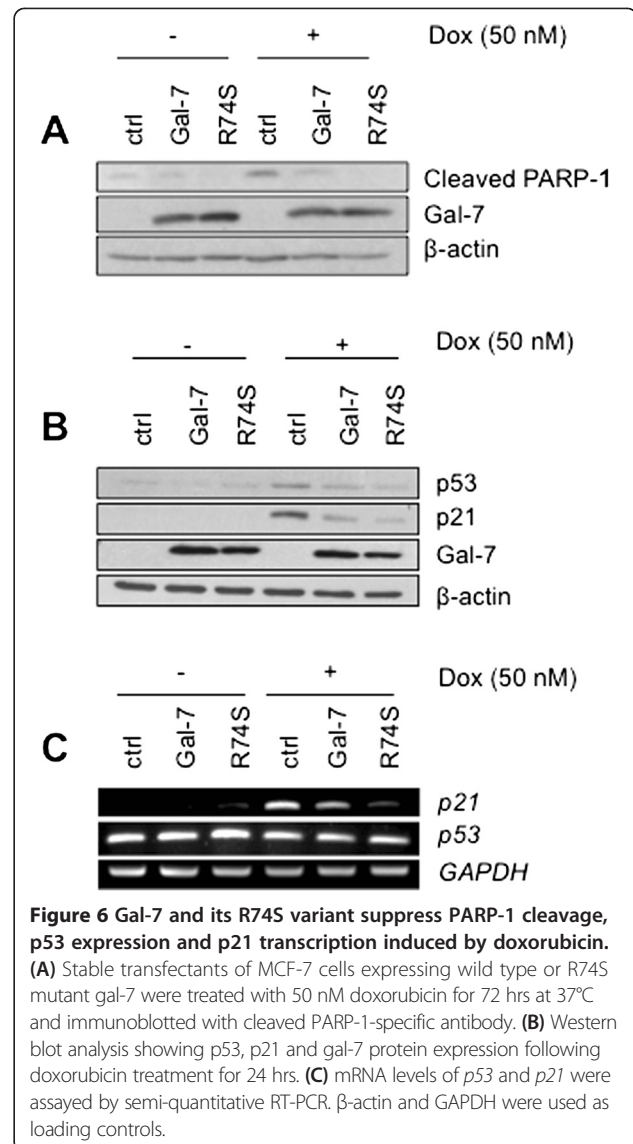 - + Dox (50 nM)
ctrl Gal-7 R74S ctrl Gal-7 R74S
A
Cleaved PARP-1
Gal-7
β-actin
- + Dox (50 nM)
ctrl Gal-7 R74S ctrl Gal-7 R74S
B
p53
p21
Gal-7
β-actin
- + Dox (50 nM)
ctrl Gal-7 R74S ctrl Gal-7 R74S
C
p21
p53
GAPDH
Figure 6 Gal-7 and its R74S variant suppress PARP-1 cleavage,
p53 expression and p21 transcription induced by doxorubicin.
(A) Stable transfectants of MCF-7 cells expressing wild type or R74S
mutant gal-7 were treated with 50 nM doxorubicin for 72 hrs at 37°C
and immunoblotted with cleaved PARP-1-specific antibody. (B) Western
blot analysis showing p53, p21 and gal-7 protein expression following
doxorubicin treatment for 24 hrs. (C) mRNA levels of p53 and p21 were
assayed by semi-quantitative RT-PCR. β-actin and GAPDH were used as
loading controls.